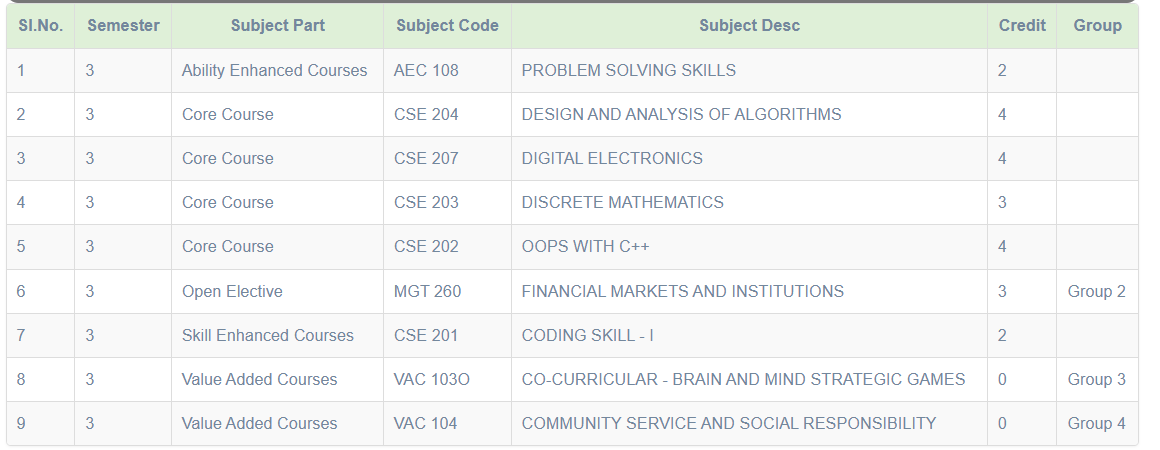 Sl.No. Semester Subject Part Subject Code Subject Desc Credit Group
1 3 Ability Enhanced Courses AEC 108 PROBLEM SOLVING SKILLS 2
2 3 Core Course CSE 204 DESIGN AND ANALYSIS OF ALGORITHMS 4
3 3 Core Course CSE 207 DIGITAL ELECTRONICS 4
4 3 Core Course CSE 203 DISCRETE MATHEMATICS 3
5 3 Core Course CSE 202 OOPS WITH C++ 4
6 3 Open Elective MGT 260 FINANCIAL MARKETS AND INSTITUTIONS 3 Group 2
7 3 Skill Enhanced Courses CSE 201 CODING SKILL - I 2
8 3 Value Added Courses VAC 103O CO-CURRICULAR - BRAIN AND MIND STRATEGIC GAMES 0 Group 3
9 3 Value Added Courses VAC 104 COMMUNITY SERVICE AND SOCIAL RESPONSIBILITY 0 Group 4